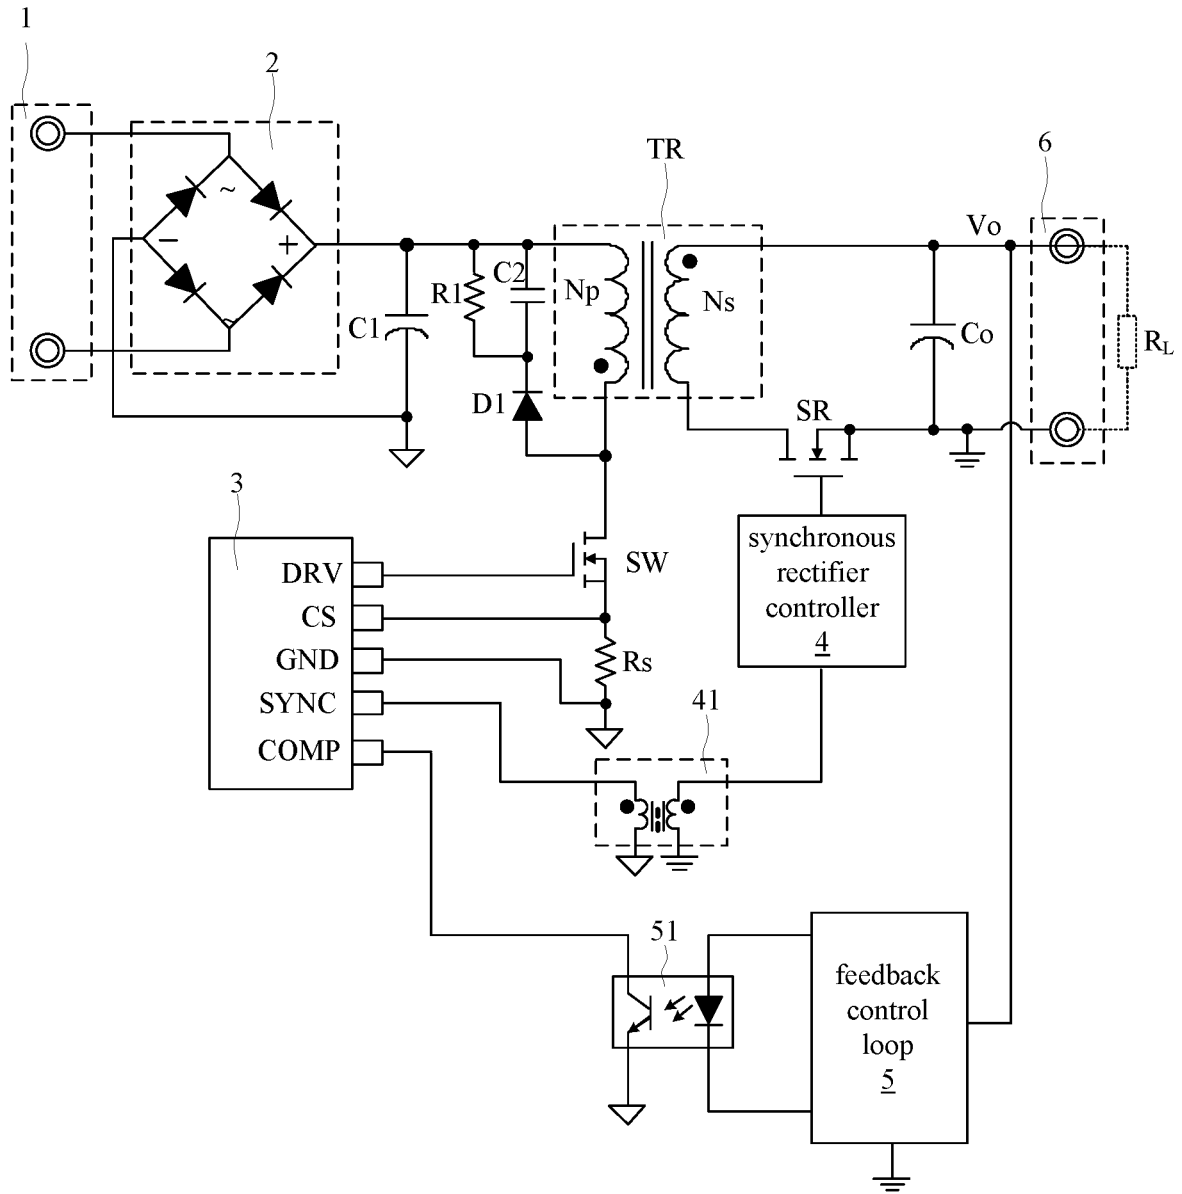 1
2
TR
6
Vo
~
− +
~
C2
R1
Np
Ns
C1
Co
RL
D1
SR
3
synchronous
rectifier
controller
4
DRV
SW
CS
GND
Rs
SYNC
41
COMP
51
feedback
control
loop
5